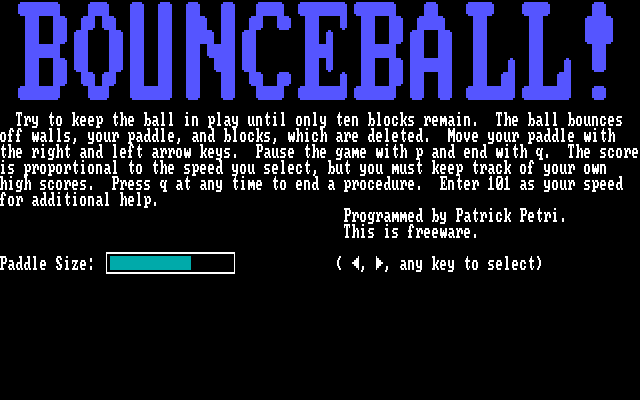 BOUNCEBALL!
Try to keep the ball in play until only ten blocks remain.  The ball bounces
off walls, your paddle, and blocks, which are deleted.  Move your paddle with
the right and left arrow keys.  Pause the game with p and end with q.  The score
is proportional to the speed you select, but you must keep track of your own
high scores.  Press q at any time to end a procedure.  Enter 101 as your speed
for additional help.
Programmed by Patrick Petri.
This is freeware.
Paddle Size: ( ◄, ►, any key to select)